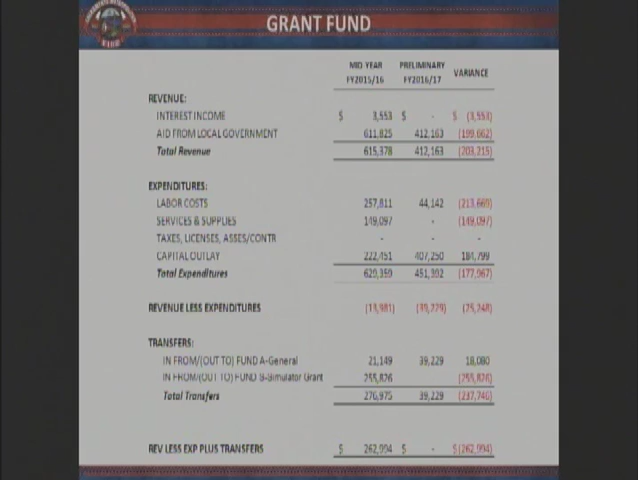 GRANT FUND
MID YEAR PRELIMINARY VARIANCE
FY2015/16 FY2016/17
REVENUE:
INTEREST INCOME $ 3,553 $ - $ (3,553)
AID FROM LOCAL GOVERNMENT 611,825 412,163 (199,662)
Total Revenue 615,378 412,163 (203,215)
EXPENDITURES:
LABOR COSTS 257,811 44,142 (213,669)
SERVICES & SUPPLIES 149,097 - (149,097)
TAXES, LICENSES, ASSES/CONTR - - -
CAPITAL OUTLAY 222,451 407,250 184,799
Total Expenditures 629,359 451,392 (177,967)
REVENUE LESS EXPENDITURES (13,981) (39,229) (25,248)
TRANSFERS:
IN FROM/(OUT TO) FUND A-General 21,149 39,229 18,080
IN FROM/(OUT TO) FUND B-Simulator Grant 255,826 (255,826)
Total Transfers 276,975 39,229 (237,746)
REV LESS EXP PLUS TRANSFERS $ 262,994 $ - $(262,994)